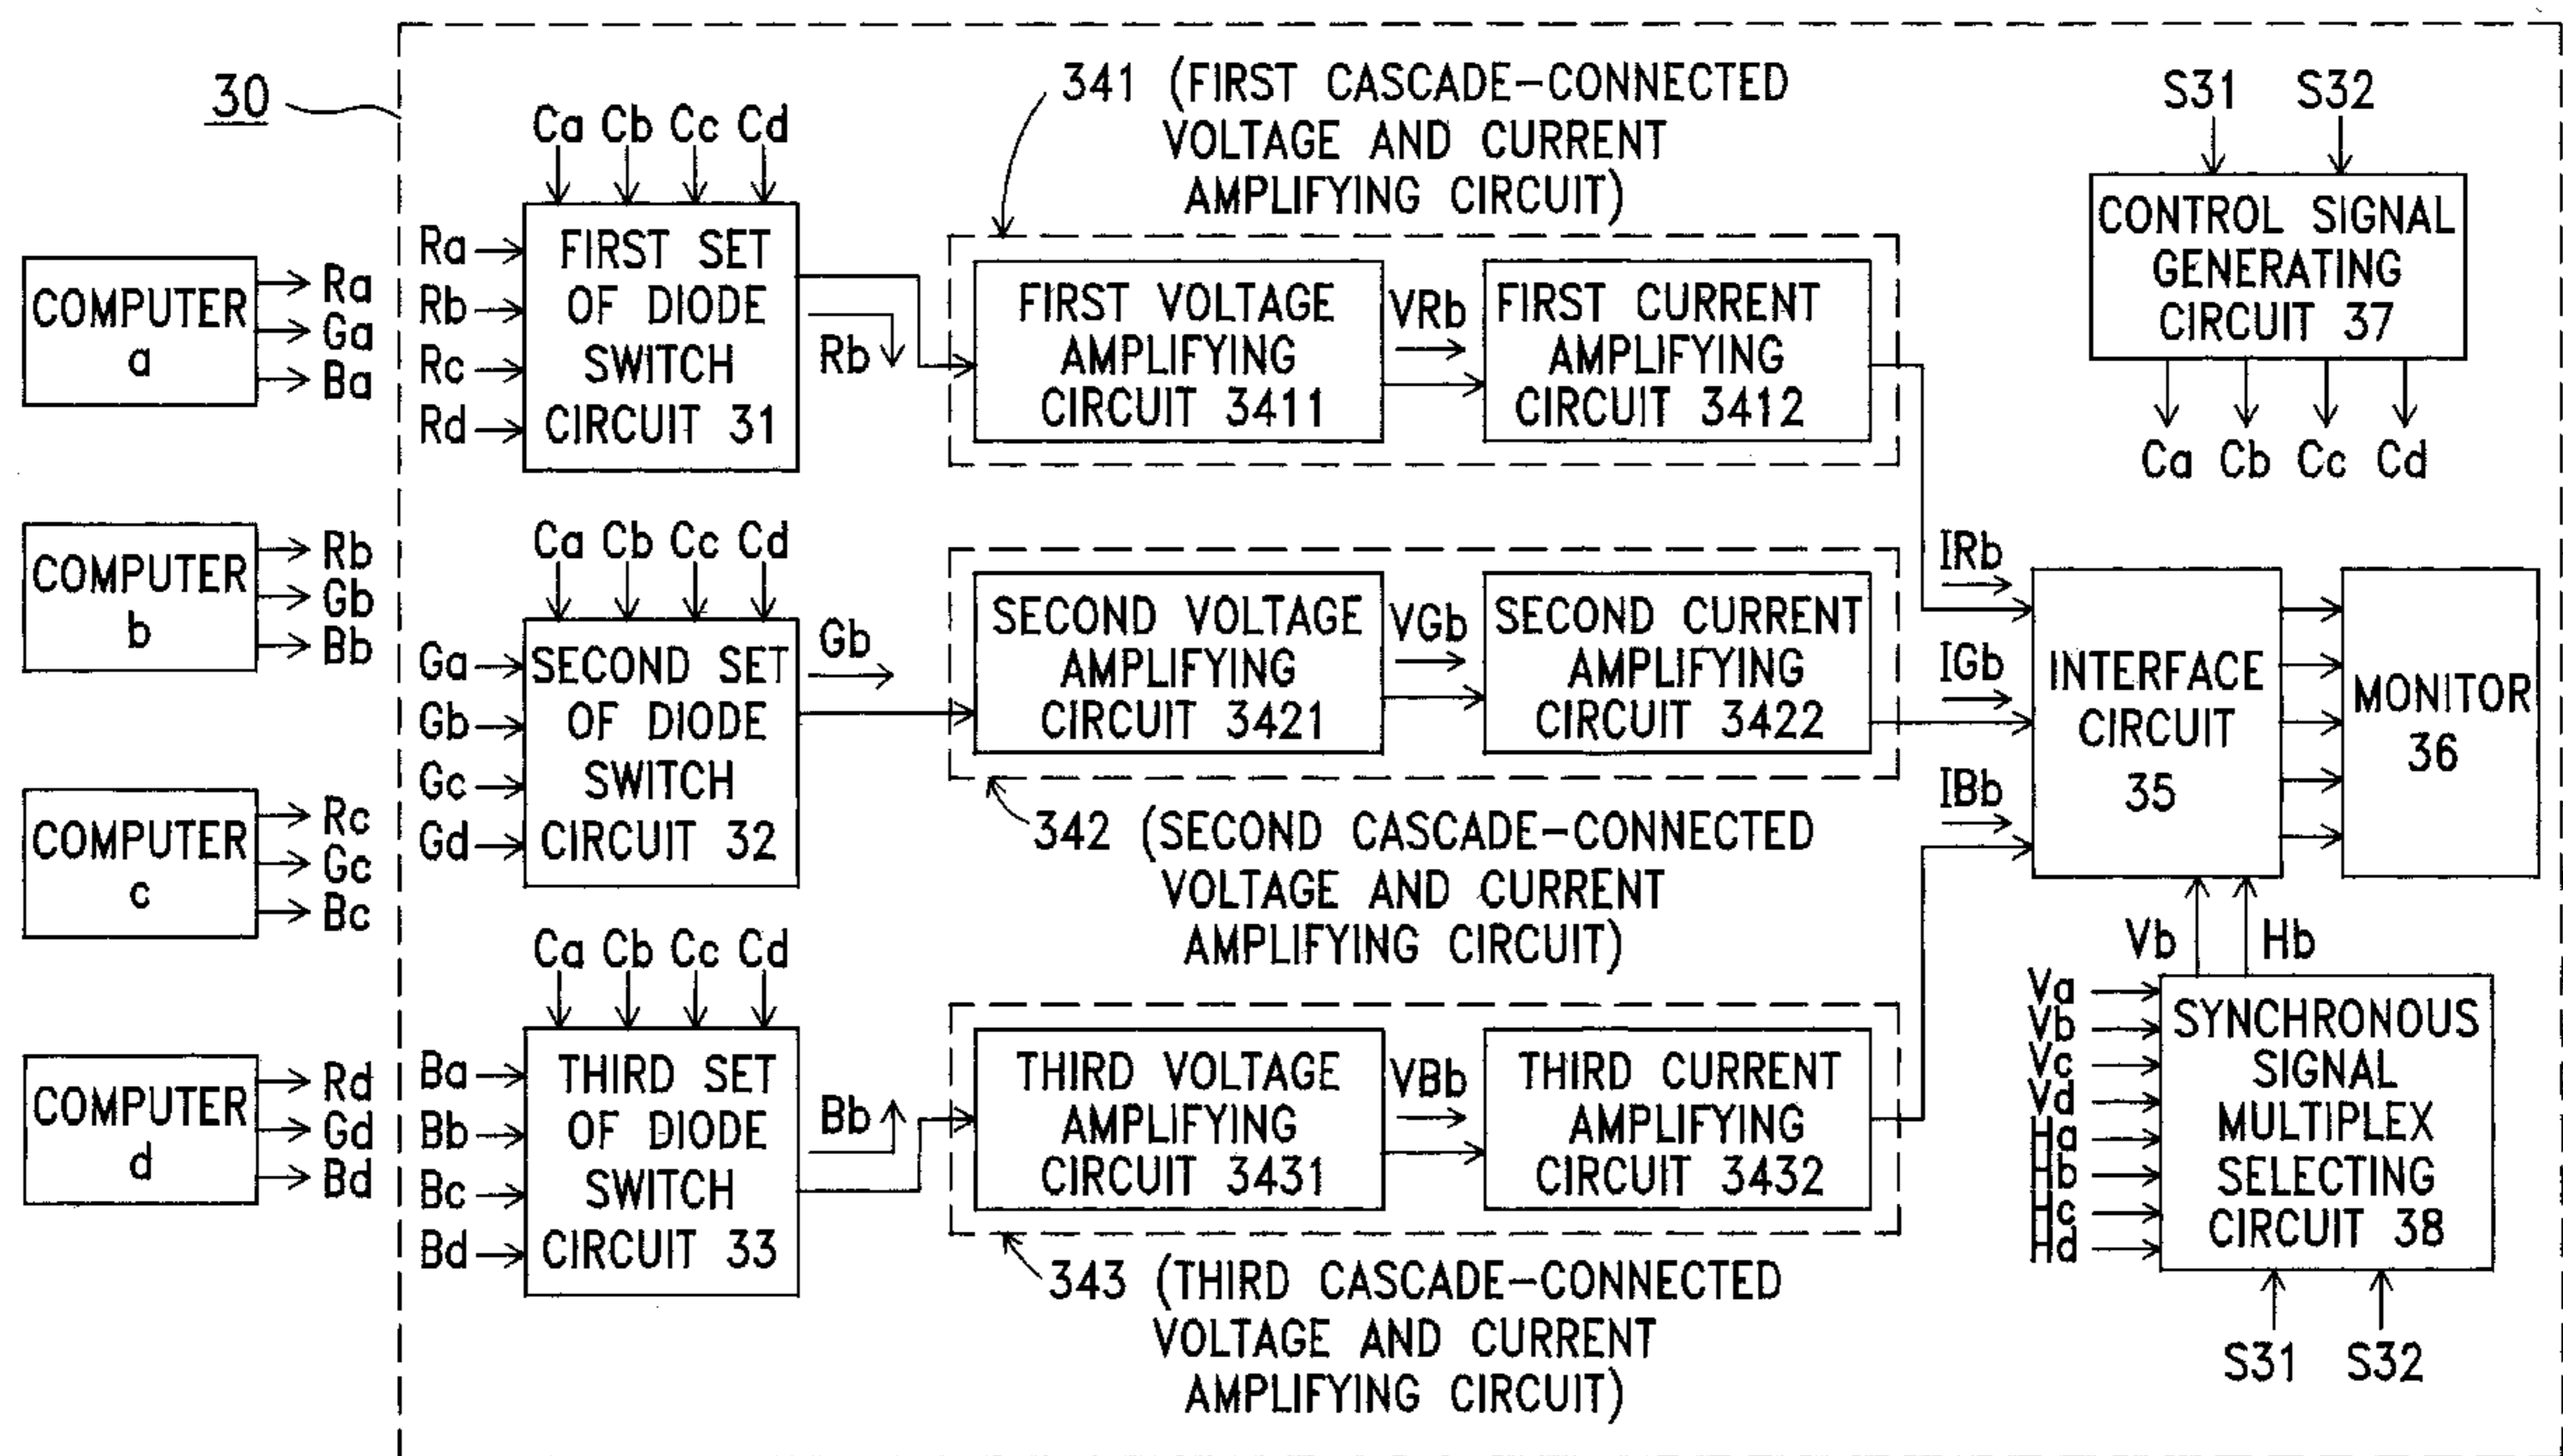 30
COMPUTER
a
Ra
Ga
Ba
COMPUTER
b
Rb
Gb
Bb
COMPUTER
c
Rc
Gc
Bc
COMPUTER
d
Rd
Gd
Bd
Ca Cb Cc Cd
Ra
Rb
Rc
Rd
FIRST SET
OF DIODE
SWITCH
CIRCUIT 31
Rb
341 (FIRST CASCADE-CONNECTED
VOLTAGE AND CURRENT
AMPLIFYING CIRCUIT)
FIRST VOLTAGE
AMPLIFYING
CIRCUIT 3411
VRb
FIRST CURRENT
AMPLIFYING
CIRCUIT 3412
Ca Cb Cc Cd
Ga
Gb
Gc
Gd
SECOND SET
OF DIODE
SWITCH
CIRCUIT 32
Gb
SECOND VOLTAGE
AMPLIFYING
CIRCUIT 3421
VGb
SECOND CURRENT
AMPLIFYING
CIRCUIT 3422
342 (SECOND CASCADE-CONNECTED
VOLTAGE AND CURRENT
AMPLIFYING CIRCUIT)
Ca Cb Cc Cd
Ba
Bb
Bc
Bd
THIRD SET
OF DIODE
SWITCH
CIRCUIT 33
Bb
THIRD VOLTAGE
AMPLIFYING
CIRCUIT 3431
VBb
THIRD CURRENT
AMPLIFYING
CIRCUIT 3432
343 (THIRD CASCADE-CONNECTED
VOLTAGE AND CURRENT
AMPLIFYING CIRCUIT)
S31 S32
CONTROL SIGNAL
GENERATING
CIRCUIT 37
Ca Cb Cc Cd
IRb
IGb
IBb
INTERFACE
CIRCUIT
35
MONITOR
36
Vb Hb
Va
Vb
Vc
Vd
Ha
Hb
Hc
Hd
SYNCHRONOUS
SIGNAL
MULTIPLEX
SELECTING
CIRCUIT 38
S31 S32